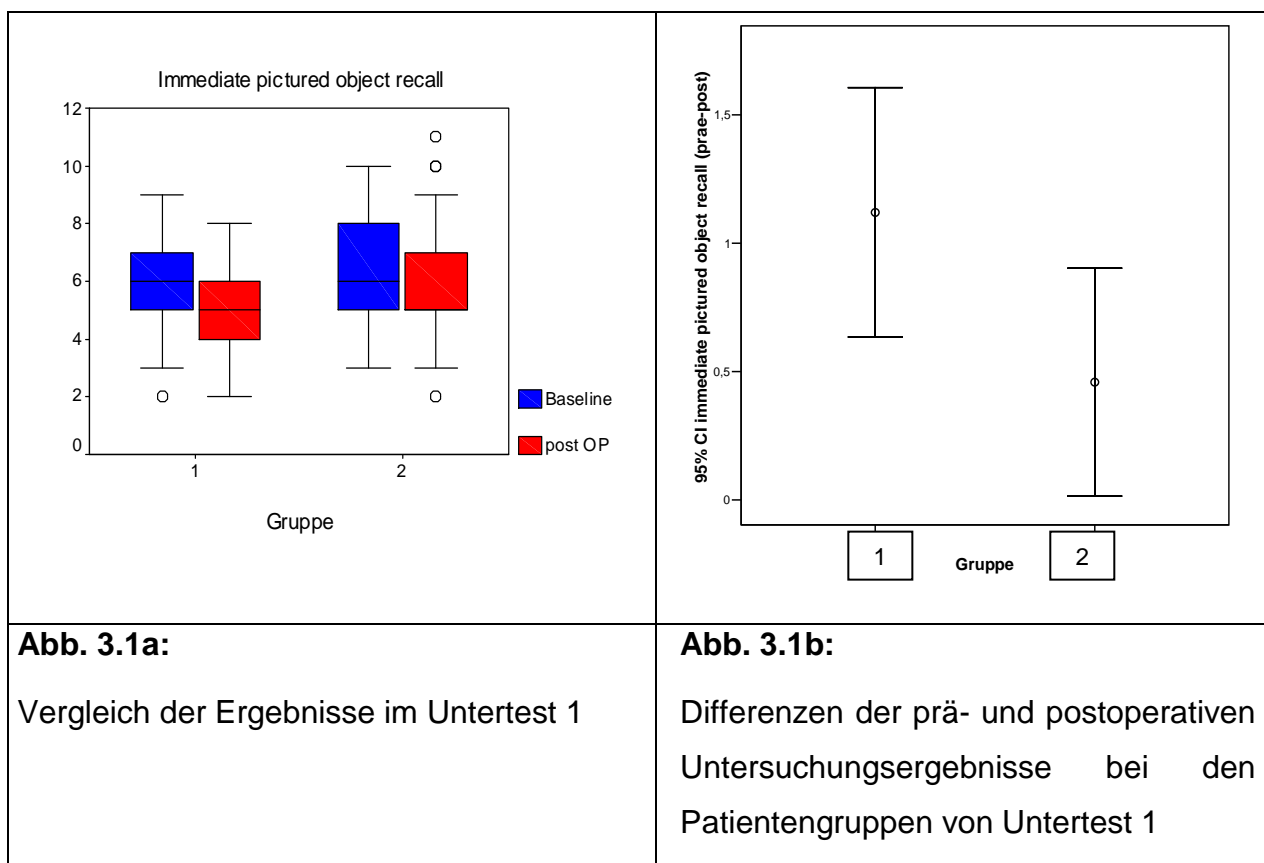 Immediate pictured object recall
12
10
8
6
4
2
0
1
2
Gruppe
Baseline
post OP
95% CI immediate pictured object recall (prae-post)
1,5
1
0,5
0
1
Gruppe
2
Abb. 3.1a:
Vergleich der Ergebnisse im Untertest 1
Abb. 3.1b:
Differenzen der prä- und postoperativen
Untersuchungsergebnisse bei den
Patientengruppen von Untertest 1